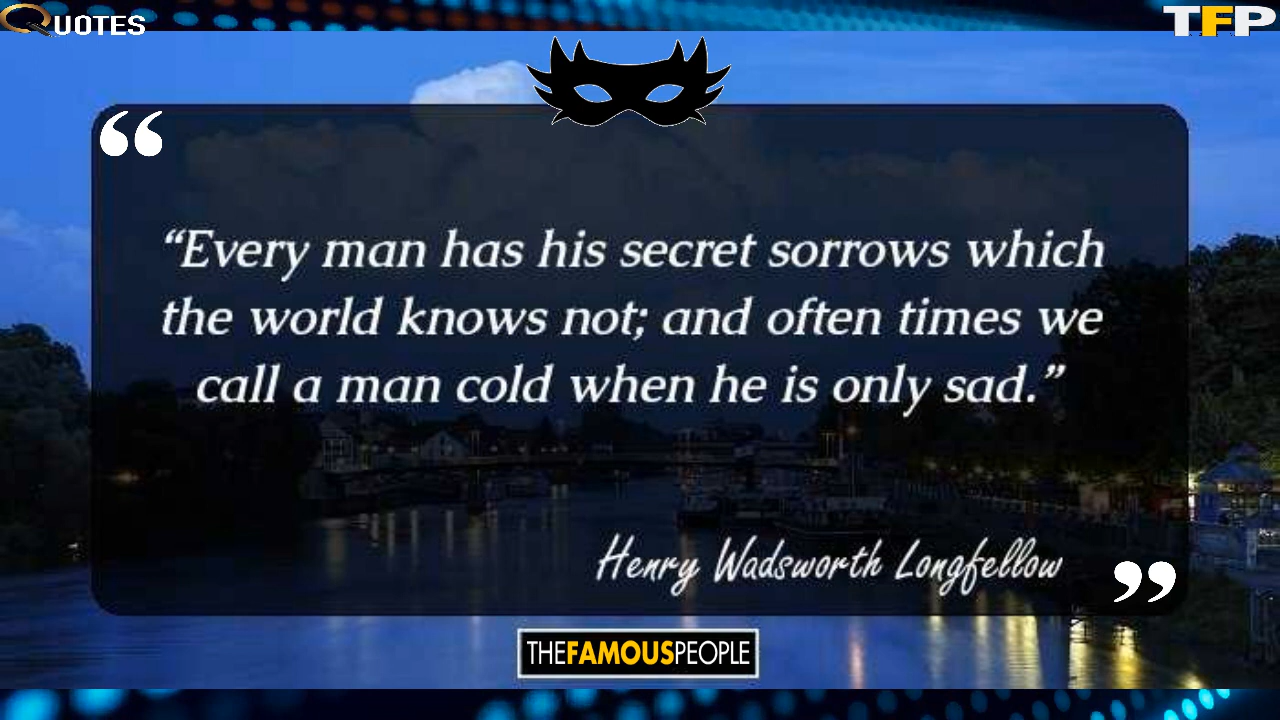 QUOTES
TFP
“
“Every man has his secret sorrows which
the world knows not; and often times we
call a man cold when he is only sad.”
Henry Wadsworth Longfellow
”
THEFAMOUSPEOPLE